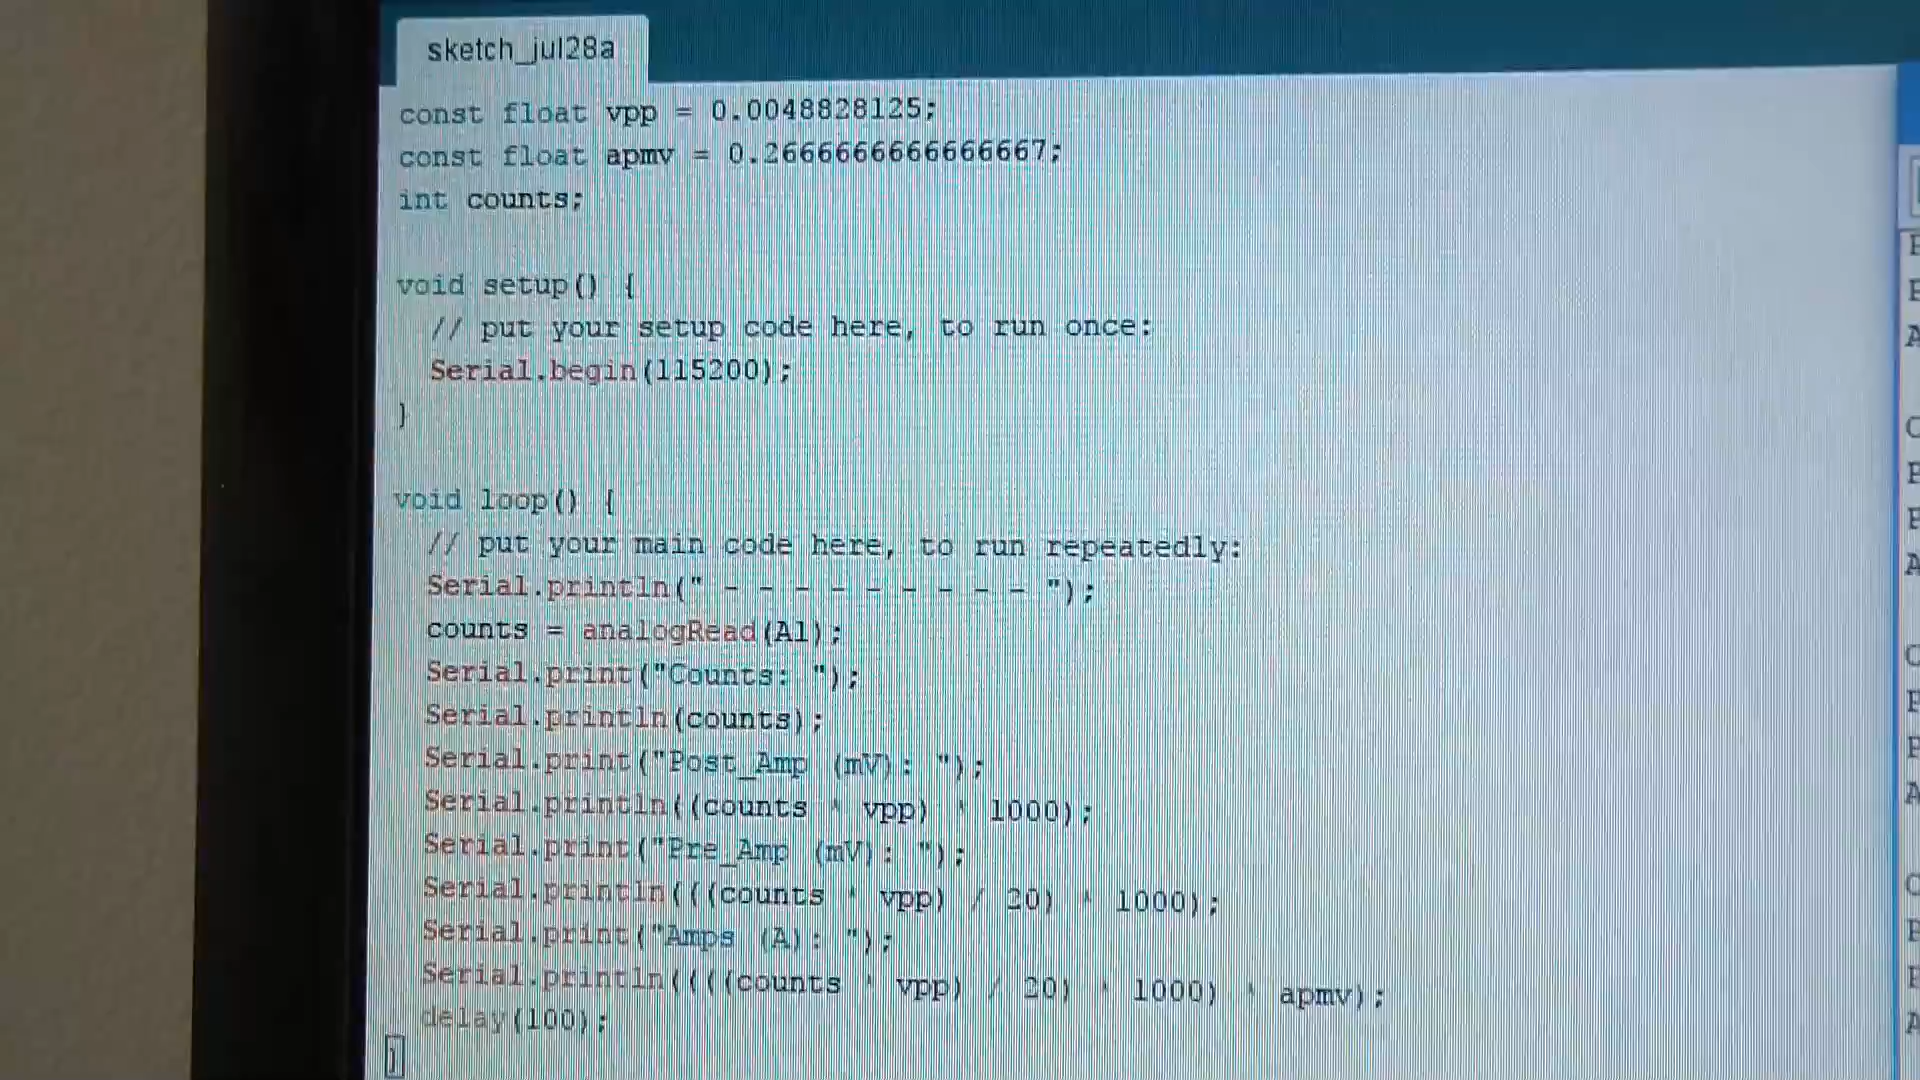 sketch_jul28a
const float vpp = 0.0048828125;
const float apmv = 0.2666666666666667;
int counts;
void setup() {
// put your setup code here, to run once:
Serial.begin(115200);
}
void loop() {
// put your main code here, to run repeatedly:
Serial.println(" - - - - - - - - - ");
counts = analogRead(A1);
Serial.print("Counts: ");
Serial.println(counts);
Serial.print("Post_Amp (mV): ");
Serial.println((counts * vpp) * 1000);
Serial.print("Pre_Amp (mV): ");
Serial.println(((counts * vpp) / 20) * 1000);
Serial.print("Amps (A): ");
Serial.println((((counts * vpp) / 20) * 1000) * apmv);
delay(100);
}